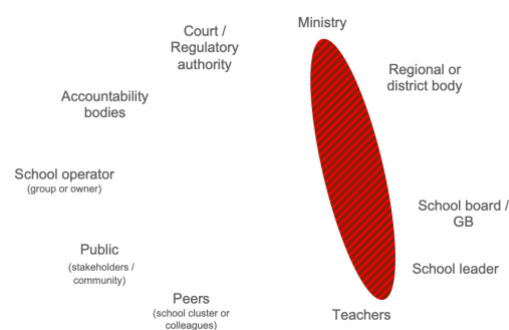 Ministry
Court /
Regulatory
authority
Regional or
district body
Accountability
bodies
School operator
(group or owner)
School board /
GB
Public
(stakeholders /
community)
School leader
Peers
(school cluster or
colleagues)
Teachers